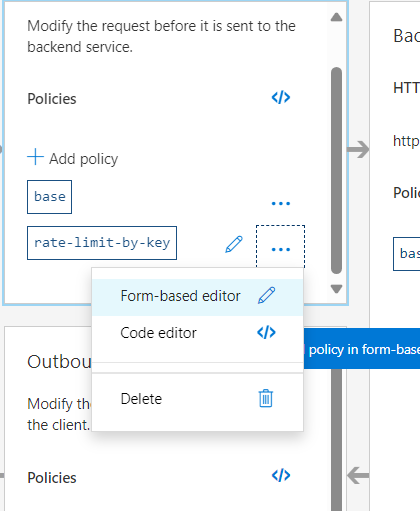 Modify the request before it is sent to the
backend service.
Policies
+ Add policy
base
...
rate-limit-by-key
...
Form-based editor
Code editor
Delete
policy in form-base
Outbou
Modify th
the client.
Policies
Bac
HTT
http
Polic
bas